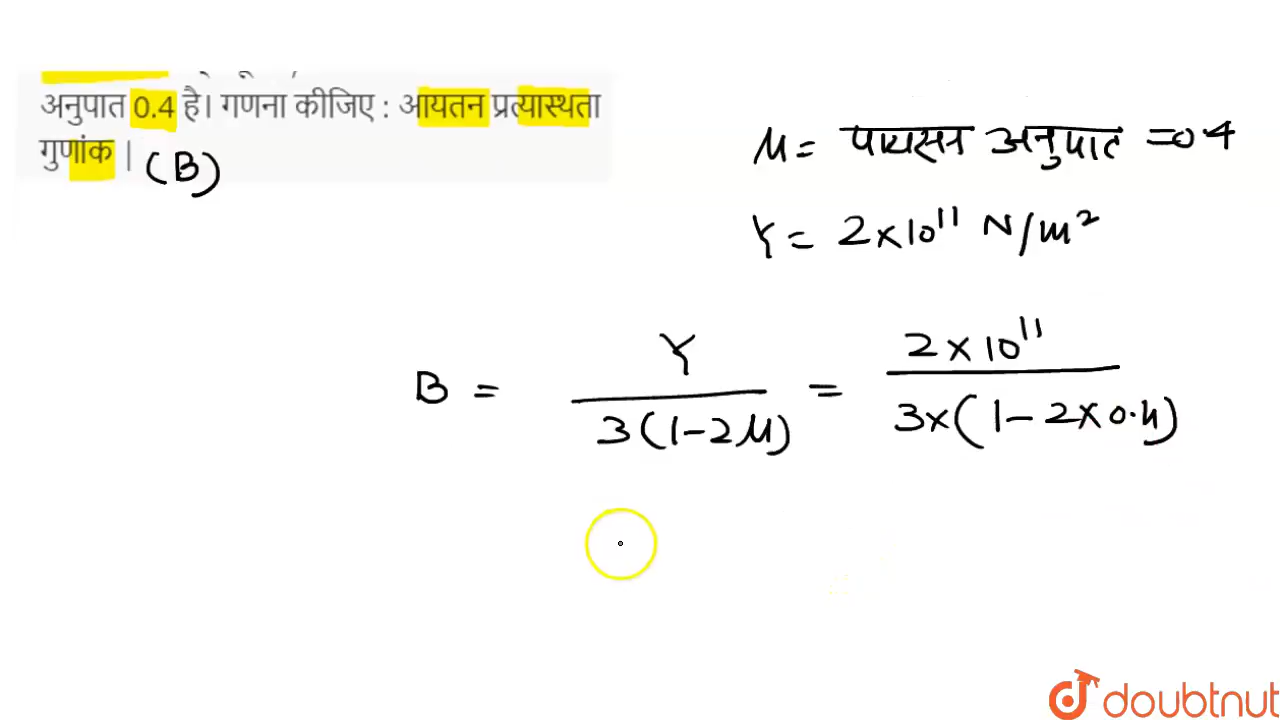 अनुपात 0.4 है। गणना कीजिए : आयतन प्रत्यास्थता
गुणांक | (B)
μ = पायसन अनुपात = 0 4
Y = 2×10¹¹ N/m²
B = Y / 3(1-2μ) = 2×10¹¹ / 3×(1-2×0.4)
doubtnut